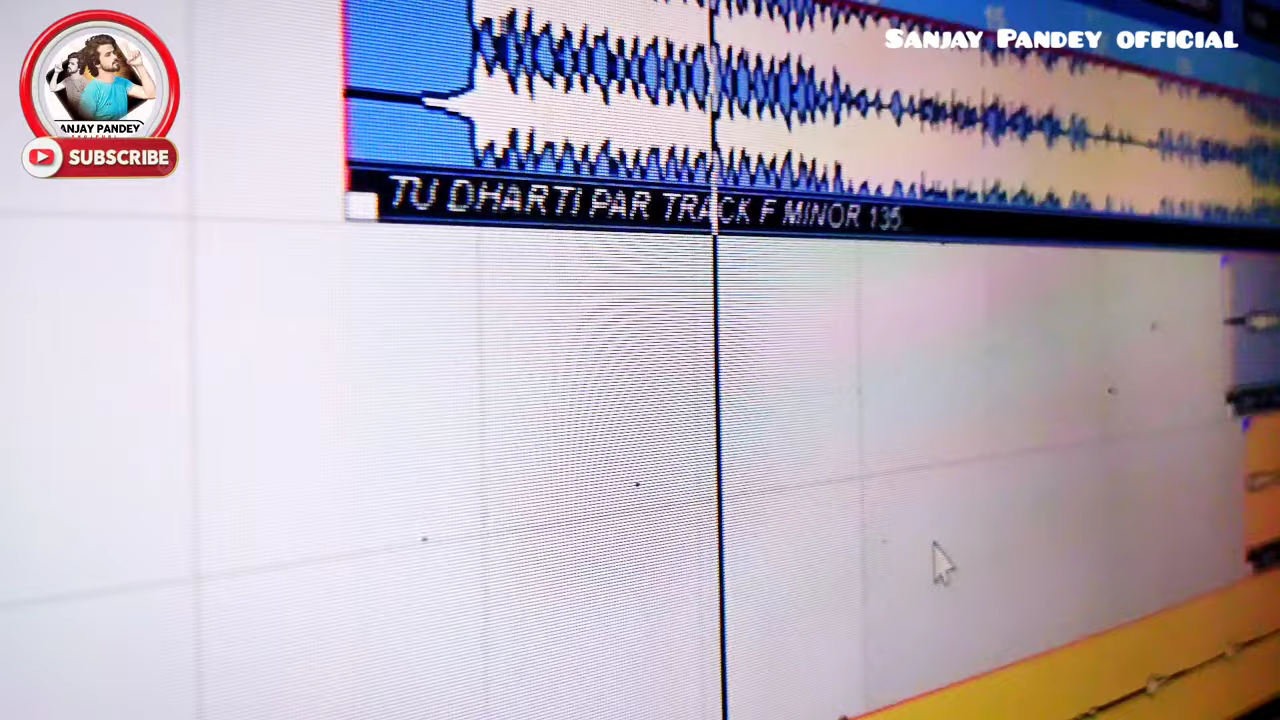 Sanjay Pandey official
ANJAY PANDEY
SUBSCRIBE
TU DHARTI PAR TRACK F MINOR 135